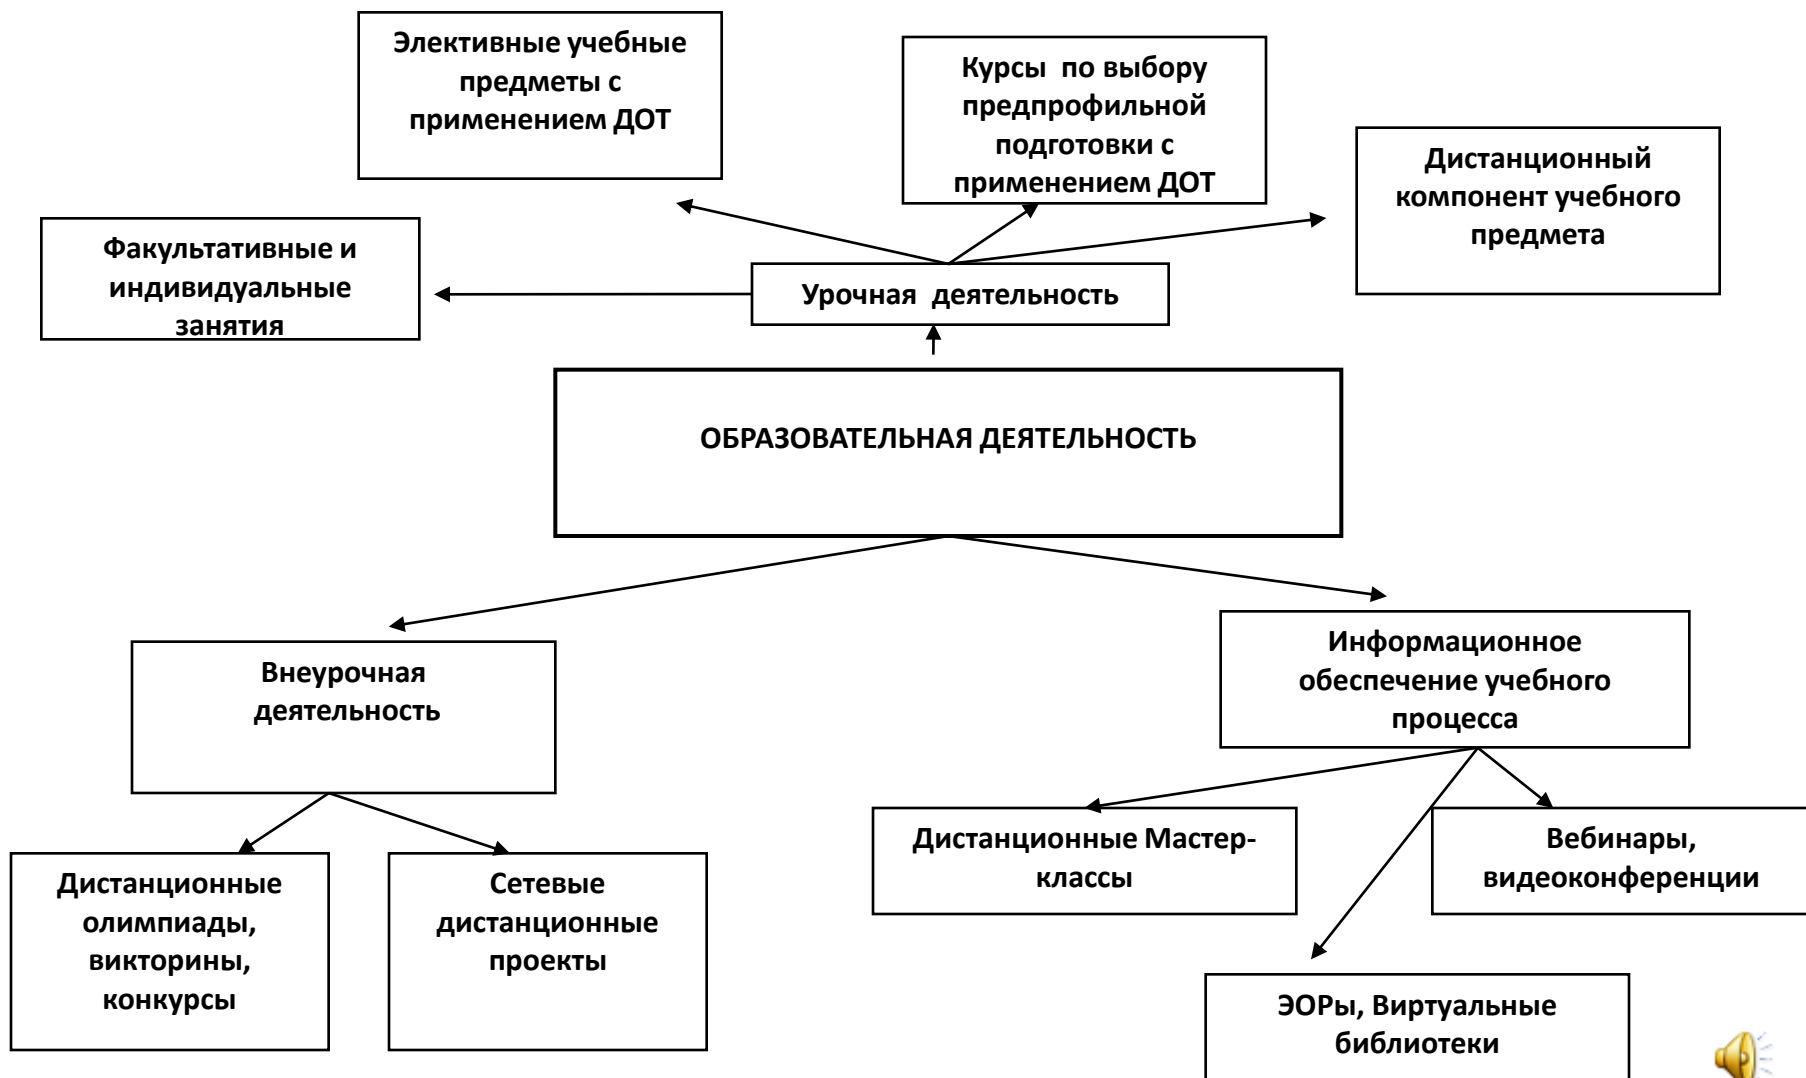 Элективные учебные
предметы с
применением ДОТ
Курсы по выбору
предпрофильной
подготовки с
применением ДОТ
Дистанционный
компонент учебного
предмета
Факультативные и
индивидуальные
занятия
Урочная деятельность
ОБРАЗОВАТЕЛЬНАЯ ДЕЯТЕЛЬНОСТЬ
Внеурочная
деятельность
Информационное
обеспечение учебного
процесса
Дистанционные
олимпиады,
викторины,
конкурсы
Сетевые
дистанционные
проекты
Дистанционные Мастер-
классы
Вебинары,
видеоконференции
ЭОРы, Виртуальные
библиотеки